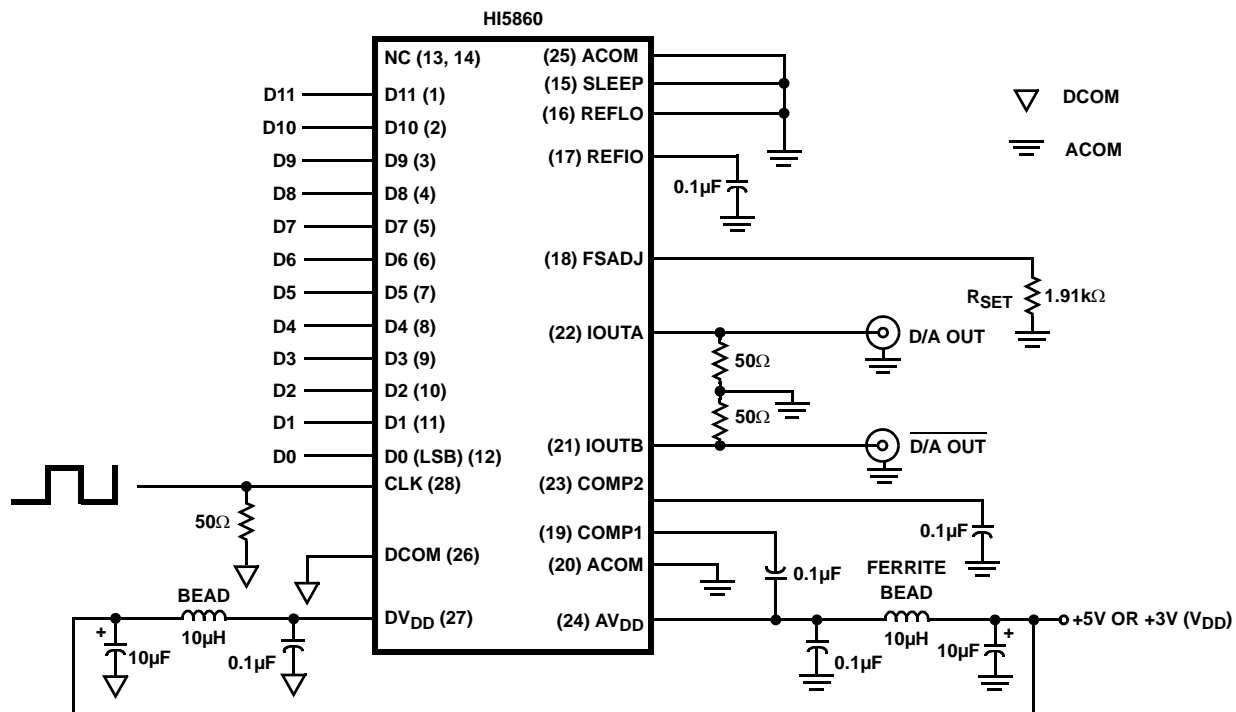 HI5860
NC (13, 14)
(25) ACOM
(15) SLEEP
D11
D11 (1)
DCOM
D10
D10 (2)
(16) REFLO
ACOM
D9
D9 (3)
(17) REFIO
0.1µF
D8
D8 (4)
D7
D7 (5)
D6
D6 (6)
(18) FSADJ
D5
D5 (7)
RSET
1.91kΩ
D4
D4 (8)
(22) IOUTA
D/A OUT
D3
D3 (9)
50Ω
D2
D2 (10)
D1
D1 (11)
50Ω
(21) IOUTB
D/A OUT
D0
D0 (LSB) (12)
CLK (28)
(23) COMP2
50Ω
(19) COMP1
0.1µF
DCOM (26)
(20) ACOM
0.1µF
FERRITE
BEAD
BEAD
+
10µH
DVDD (27)
(24) AVDD
10µH
+
+5V OR +3V (VDD)
10µF
0.1µF
0.1µF
10µF